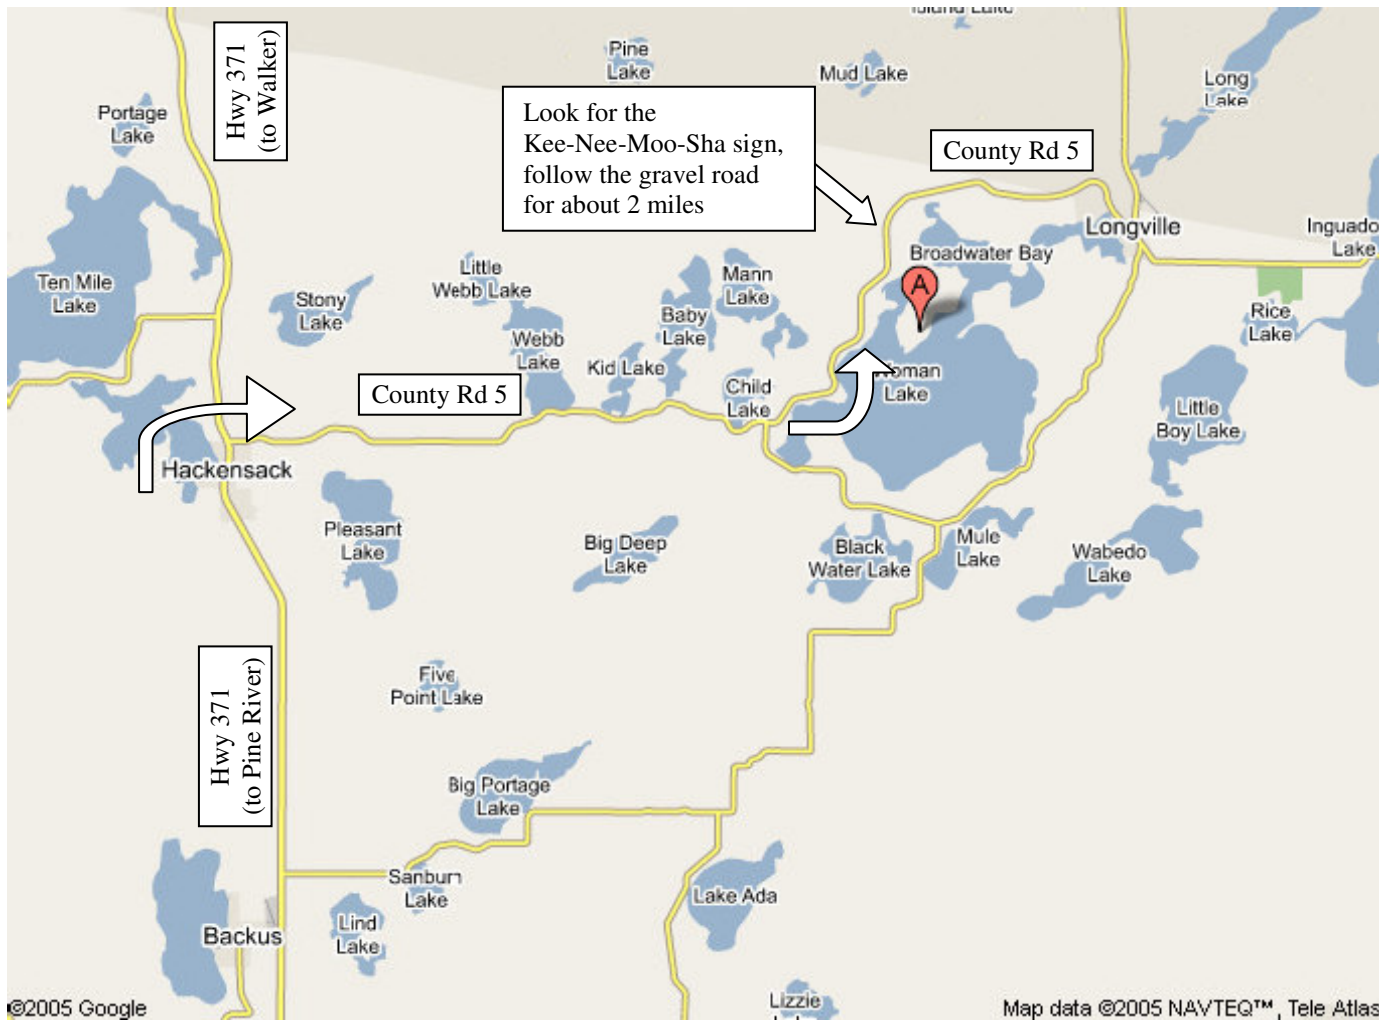 Island Lake
Hwy 371
(to Walker)
Pine
Lake
Mud Lake
Long
Lake
Portage
Lake
Look for the
Kee-Nee-Moo-Sha sign,
follow the gravel road
for about 2 miles
County Rd 5
Longville
Inguado
Lake
Broadwater Bay
Ten Mile
Lake
Stony
Lake
Little
Webb Lake
Mann
Lake
A
Baby
Lake
Rice
Lake
Webb
Lake
Kid Lake
Child
Lake
Woman
Lake
County Rd 5
Little
Boy Lake
Hackensack
Pleasant
Lake
Big Deep
Lake
Black
Water Lake
Mule
Lake
Wabedo
Lake
Hwy 371
(to Pine River)
Five
Point Lake
Big Portage
Lake
Sanburn
Lake
Lake Ada
Lind
Lake
Backus
Lizzie
©2005 Google
Map data ©2005 NAVTEQ™, Tele Atlas